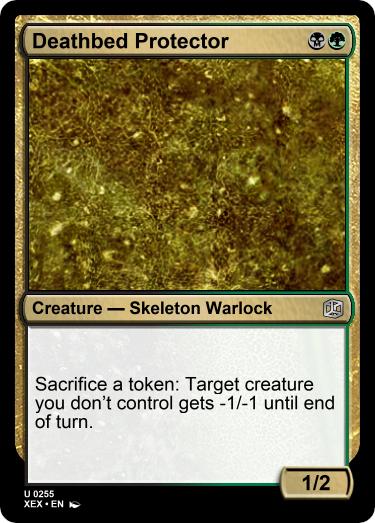 Deathbed Protector
Creature — Skeleton Warlock
Sacrifice a token: Target creature
you don't control gets -1/-1 until end
of turn.
1/2
U 0255
XEX • EN